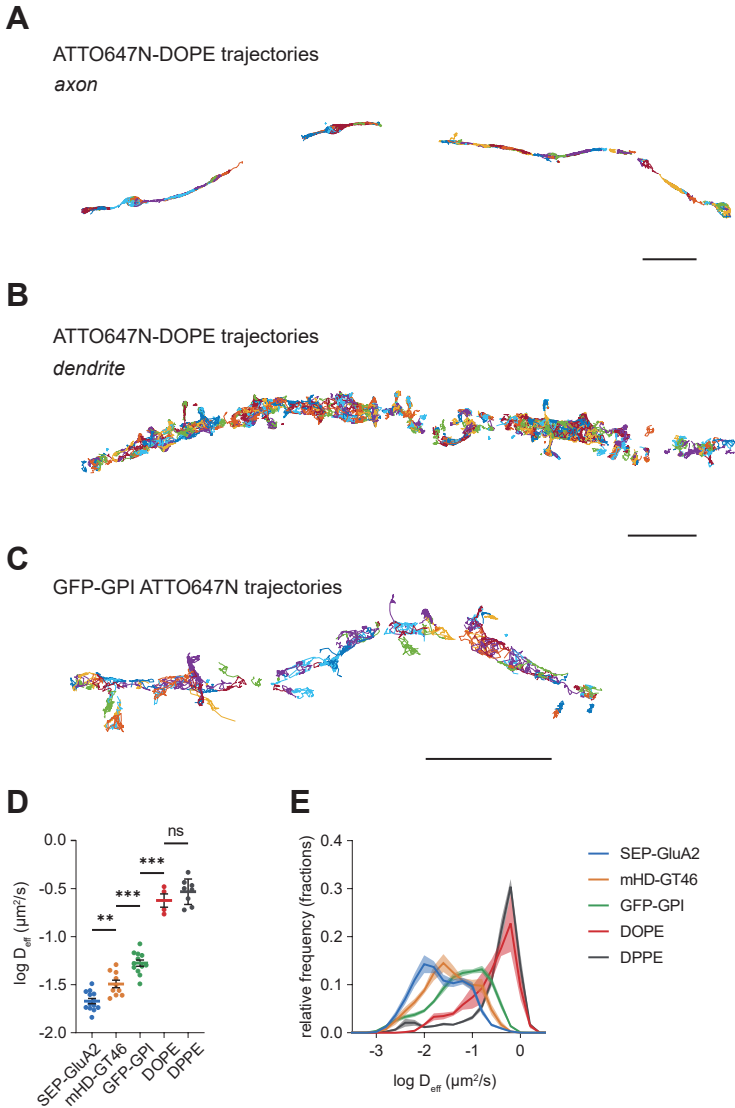 A
ATTO647N-DOPE trajectories
axon
B
ATTO647N-DOPE trajectories
dendrite
C
GFP-GPI ATTO647N trajectories
D
0.0
-0.5
-1.0
-1.5
-2.0
log D_eff (μm²/s)
**
***
***
ns
SEP-GluA2
mHD-GT46
GFP-GPI
DOPE
DPPE
E
0.4
0.3
0.2
0.1
0.0
relative frequency (fractions)
-3
-2
-1
0
log D_eff (μm²/s)
SEP-GluA2
mHD-GT46
GFP-GPI
DOPE
DPPE